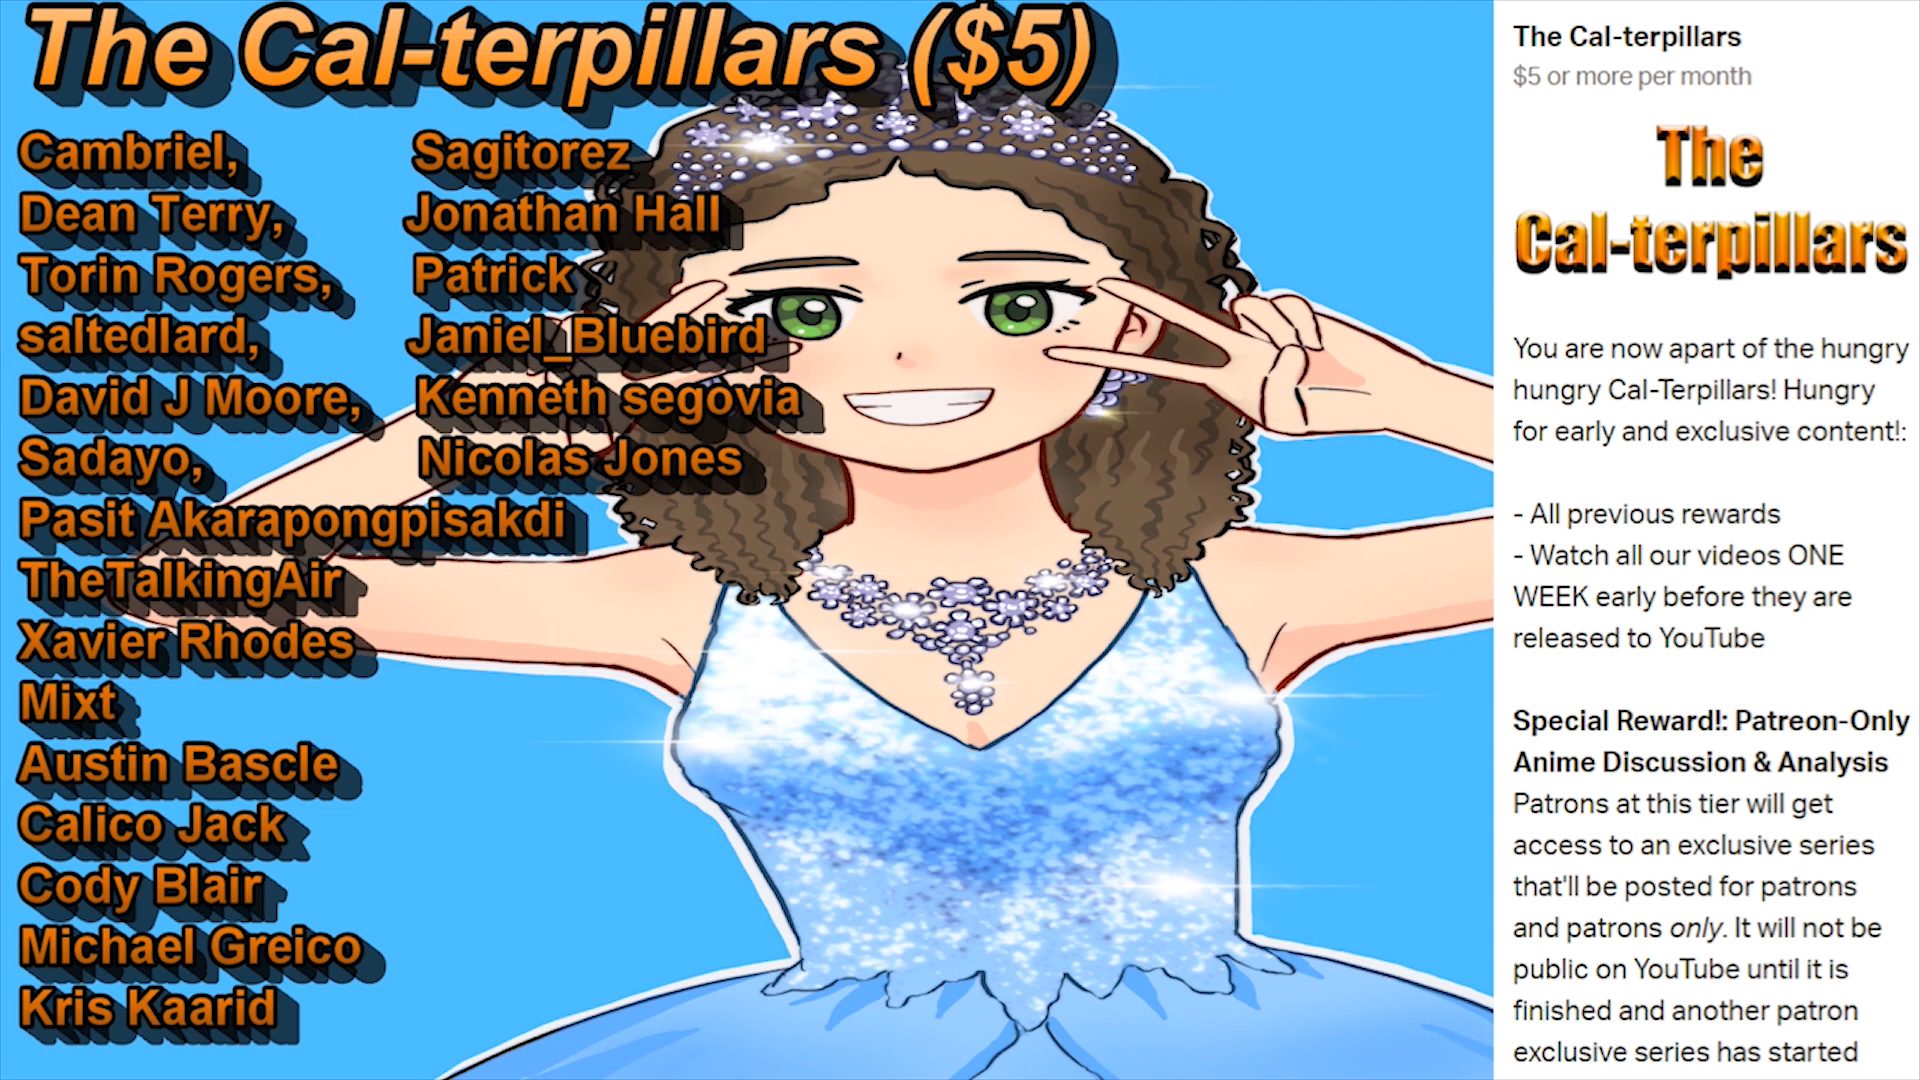 The Cal-terpillars ($5)
Cambriel,
Dean Terry,
Torin Rogers,
saltedlard,
David J Moore,
Sadayo,
Pasit Akarapongpisakdi
TheTalkingAir
Xavier Rhodes
Mixt
Austin Bascle
Calico Jack
Cody Blair
Michael Greico
Kris Kaarid
Sagitorez
Jonathan Hall
Patrick
Janiel_Bluebird
Kenneth segovia
Nicolas Jones
The Cal-terpillars
$5 or more per month
The
Cal-terpillars
You are now apart of the hungry
hungry Cal-Terpillars! Hungry
for early and exclusive content!:
- All previous rewards
- Watch all our videos ONE
WEEK early before they are
released to YouTube
Special Reward!: Patreon-Only
Anime Discussion & Analysis
Patrons at this tier will get
access to an exclusive series
that'll be posted for patrons
and patrons only. It will not be
public on YouTube until it is
finished and another patron
exclusive series has started